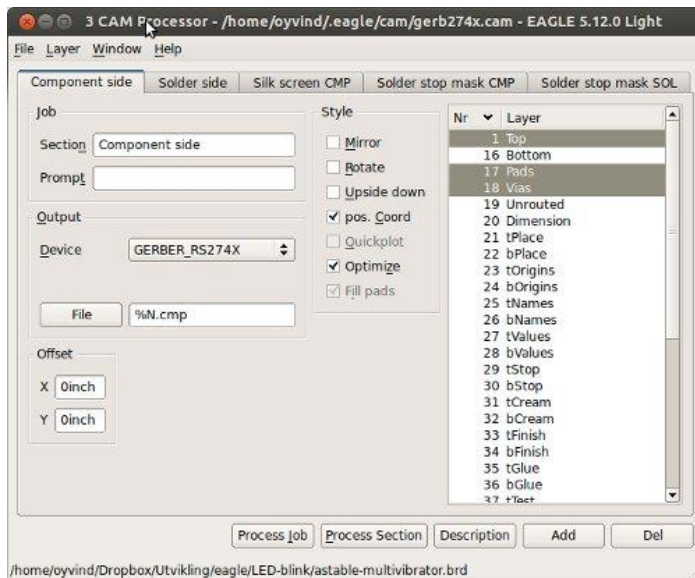 3 CAM Processor - /home/oyvind/.eagle/cam/gerb274x.cam - EAGLE 5.12.0 Light
File Layer Window Help
Component side Solder side Silk screen CMP Solder stop mask CMP Solder stop mask SOL
Job
Section Component side
Prompt
Output
Device GERBER_RS274X
File %N.cmp
Offset
X 0inch
Y 0inch
Style
Mirror
Rotate
Upside down
pos. Coord
Quickplot
Optimize
Fill pads
Nr Layer
1 Top
16 Bottom
17 Pads
18 Vias
19 Unrouted
20 Dimension
21 tPlace
22 bPlace
23 tOrigins
24 bOrigins
25 tNames
26 bNames
27 tValues
28 bValues
29 tStop
30 bStop
31 tCream
32 bCream
33 tFinish
34 bFinish
35 tGlue
36 bGlue
37 tTest
Process Job Process Section Description Add Del
/home/oyvind/Dropbox/Utvikling/eagle/LED-blink/astable-multivibrator.brd